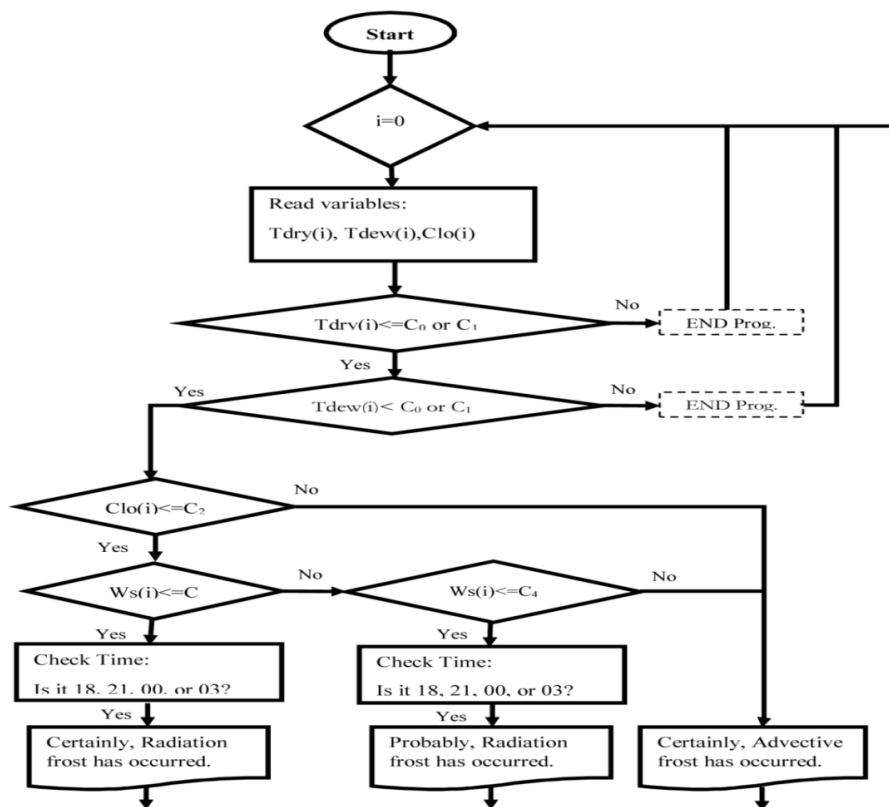 Start
i=0
Read variables:
Tdry(i), Tdew(i),Clo(i)
Tdry(i)<=C₀ or C₁
No
END Prog.
Yes
Yes
Tdew(i)< C₀ or C₁
No
END Prog.
Clo(i)<=C₂
No
Yes
Ws(i)<=C
No
Ws(i)<=C₄
No
Yes
Yes
Check Time:
Is it 18, 21, 00, or 03?
Check Time:
Is it 18, 21, 00, or 03?
Yes
Yes
Certainly, Radiation
frost has occurred.
Probably, Radiation
frost has occurred.
Certainly, Advective
frost has occurred.